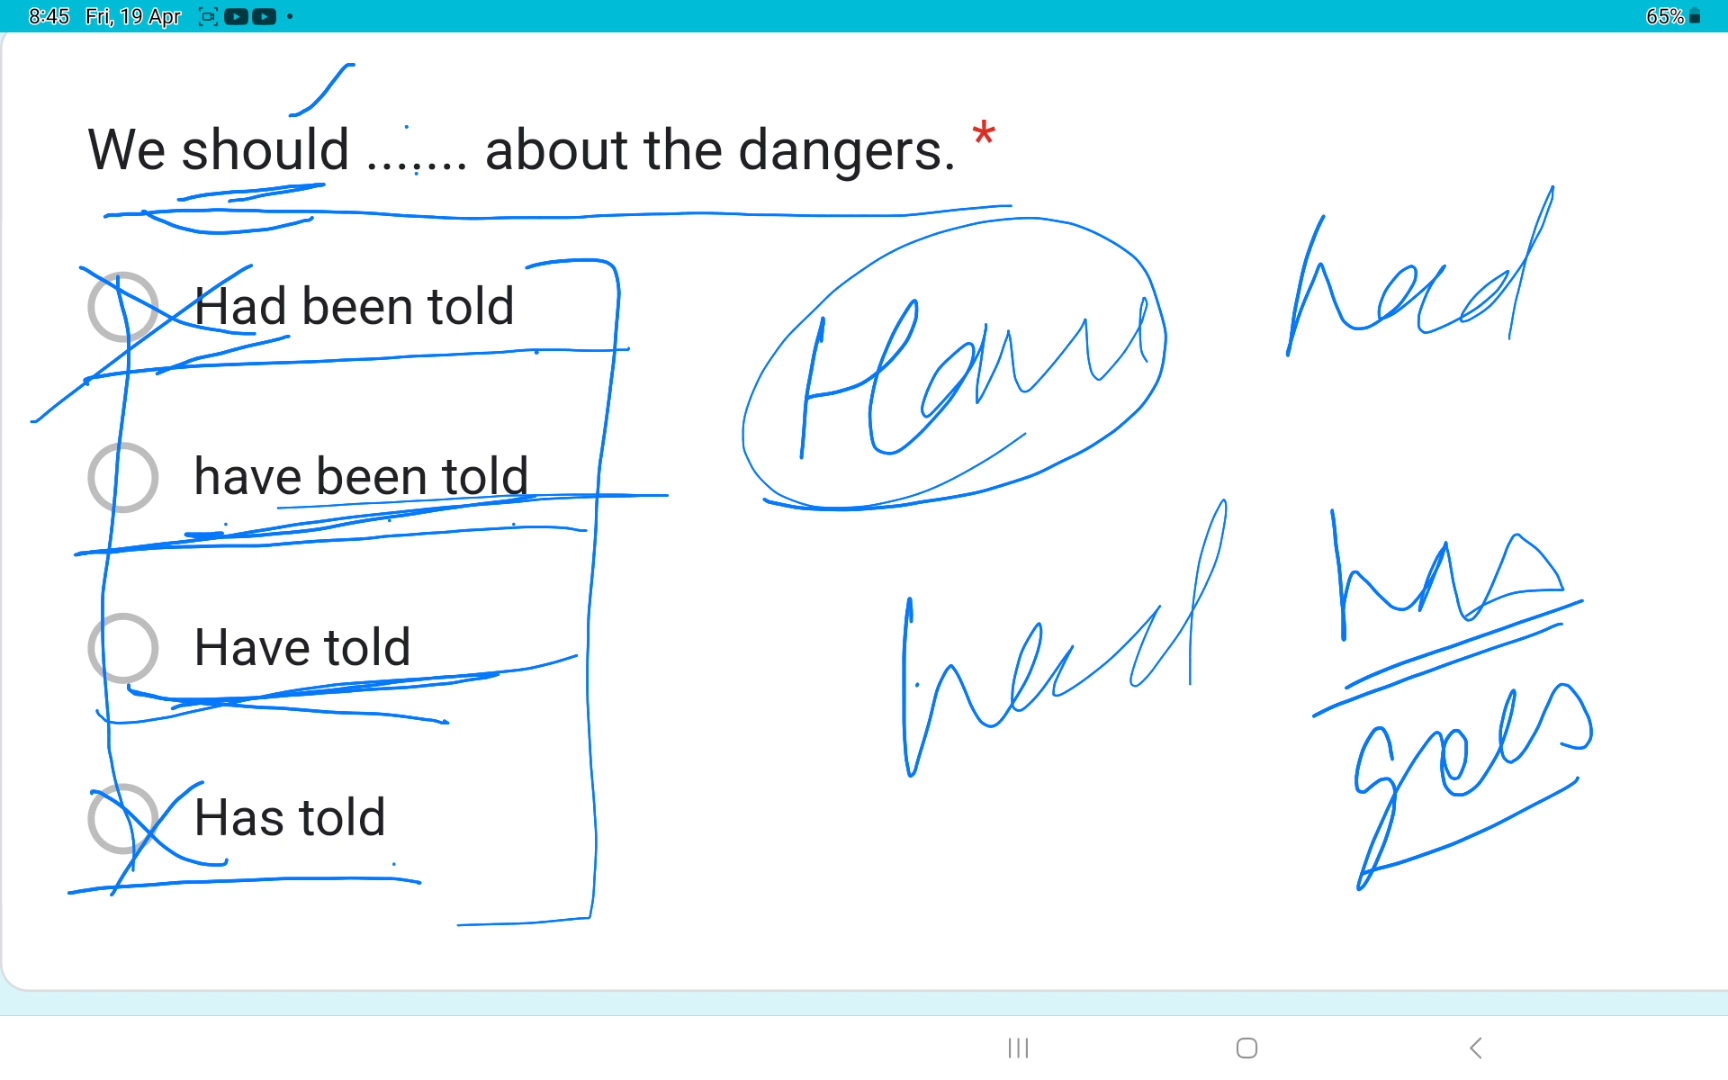 8:45 Fri, 19 Apr
65%
We should ....... about the dangers. *
Had been told
have been told
Have told
Has told
had
Have
has
had
goes